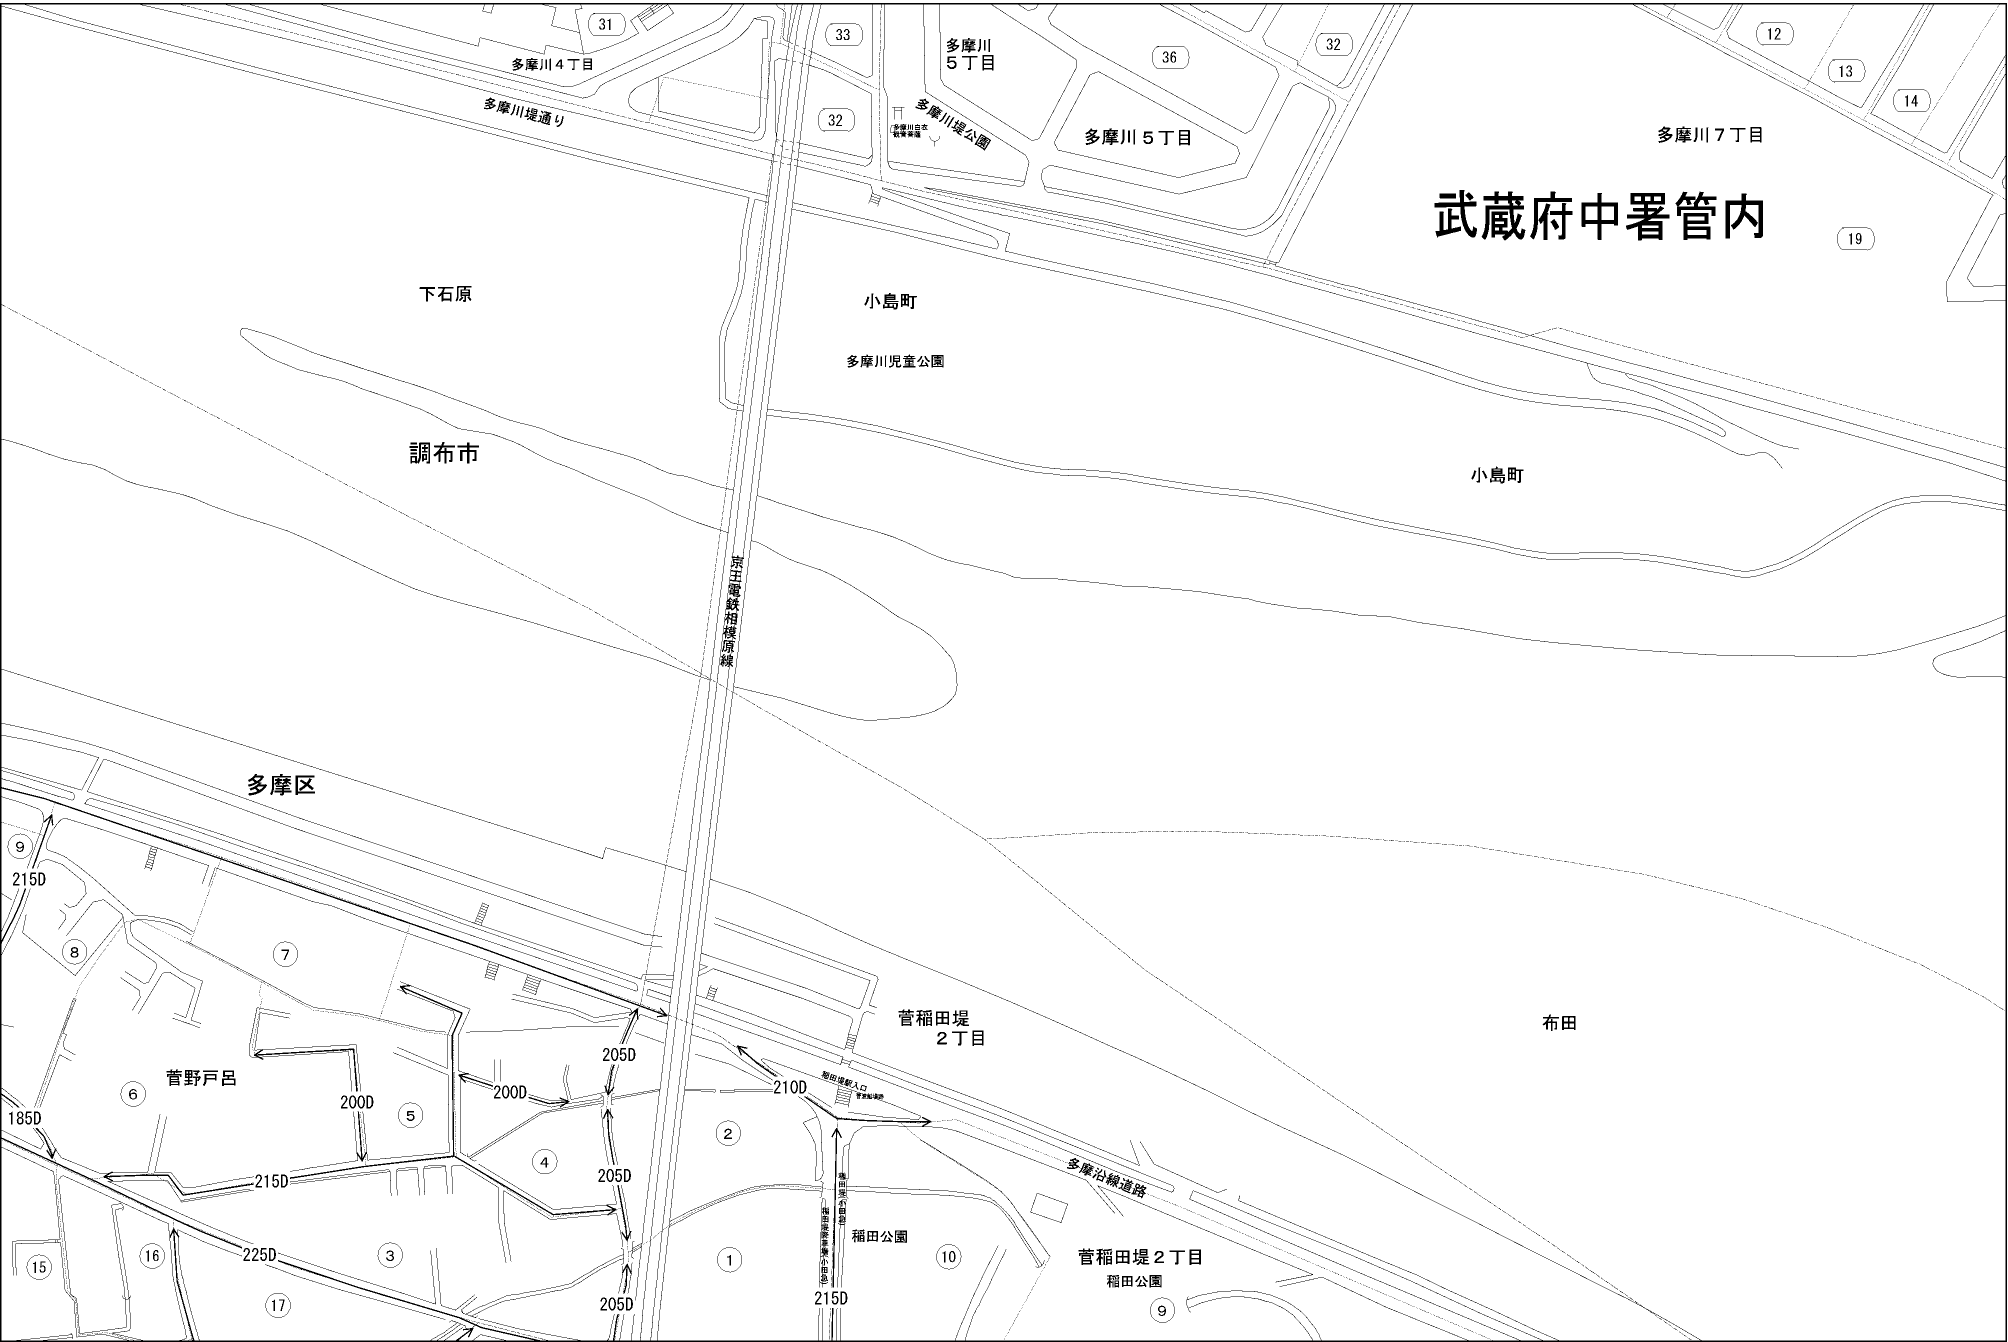 31
33
多摩川
５丁目
36
32
12
13
14
多摩川４丁目
多摩川堤通り
32
多摩川堤公園
多摩川５丁目
多摩川７丁目
武蔵府中署管内
19
下石原
小島町
多摩川児童公園
調布市
小島町
京王電鉄相模原線
多摩区
9
215D
8
7
菅稲田堤
２丁目
布田
205D
210D
稲田堤駅入口
菅野戸呂
6
200D
200D
5
185D
2
4
205D
215D
多摩沿線道路
稲田公園
225D
3
16
15
1
10
菅稲田堤２丁目
稲田公園
17
205D
215D
9